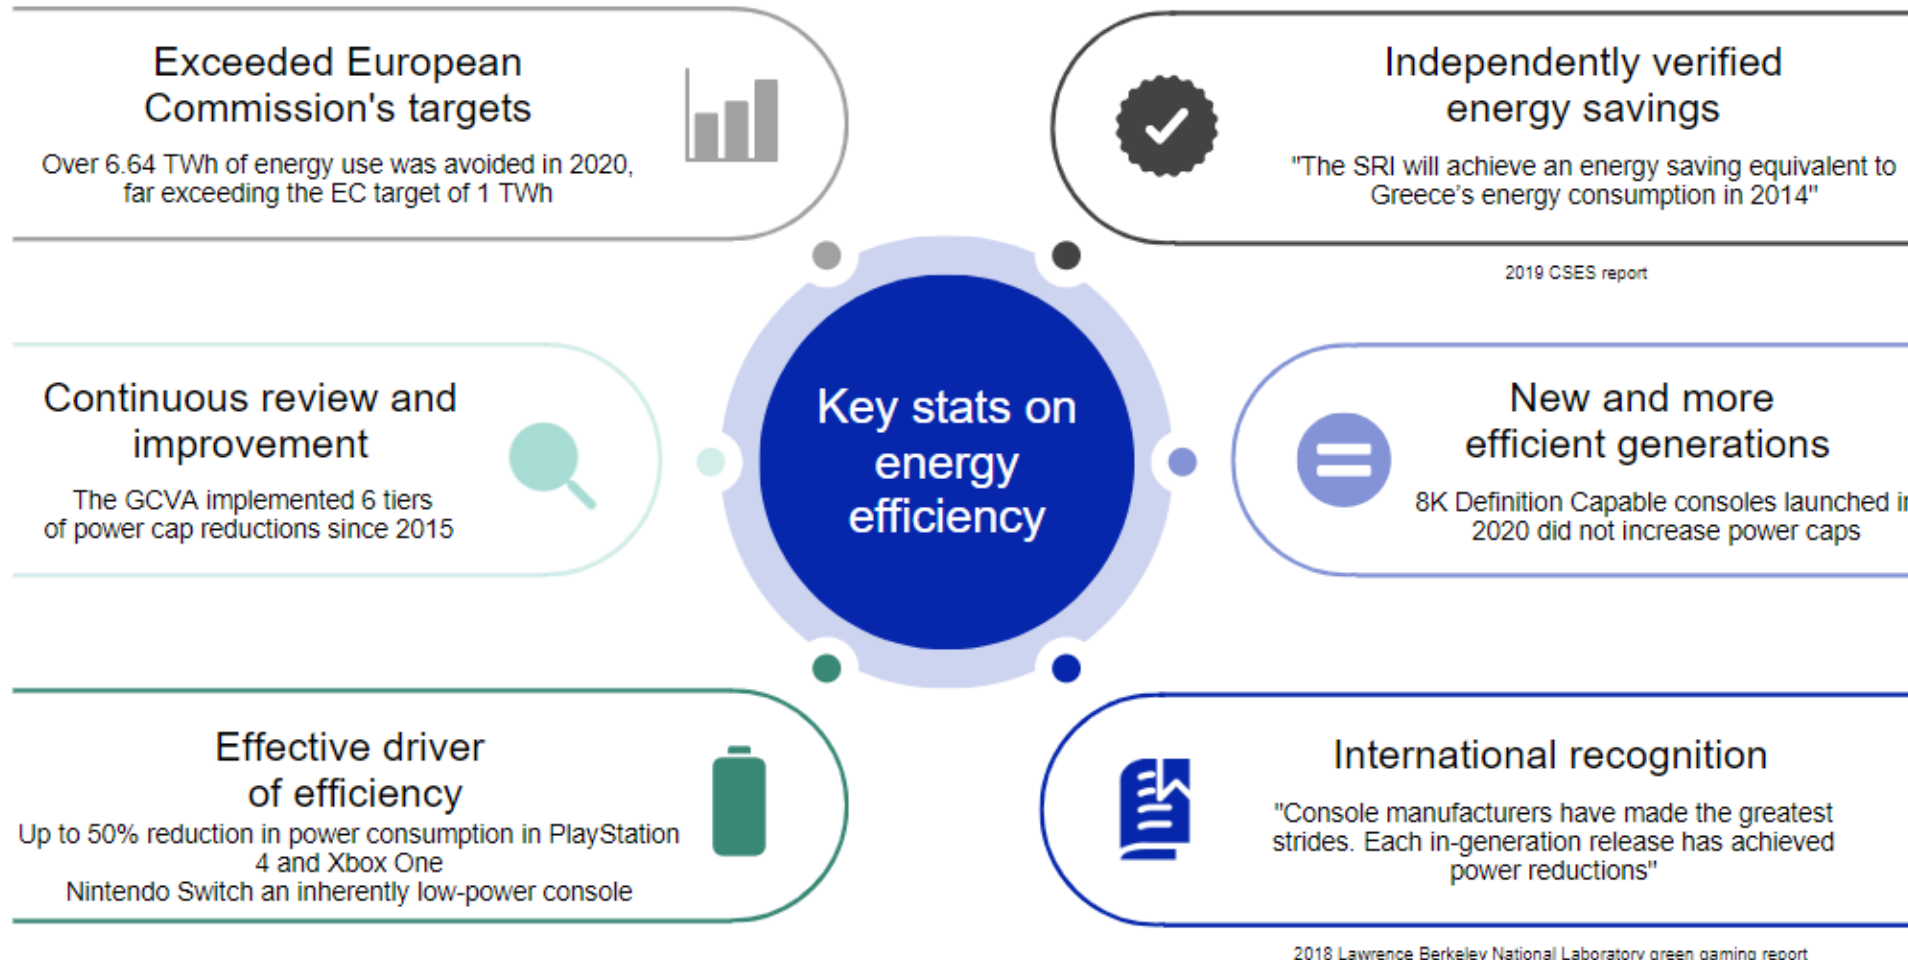 Exceeded European
Commission's targets
Over 6.64 TWh of energy use was avoided in 2020,
far exceeding the EC target of 1 TWh
Independently verified
energy savings
"The SRI will achieve an energy saving equivalent to
Greece’s energy consumption in 2014"
2019 CSES report
Continuous review and
improvement
The GCVA implemented 6 tiers
of power cap reductions since 2015
Key stats on
energy
efficiency
New and more
efficient generations
8K Definition Capable consoles launched in
2020 did not increase power caps
Effective driver
of efficiency
Up to 50% reduction in power consumption in PlayStation
4 and Xbox One
Nintendo Switch an inherently low-power console
International recognition
"Console manufacturers have made the greatest
strides. Each in-generation release has achieved
power reductions"
2018 Lawrence Berkeley National Laboratory green gaming report